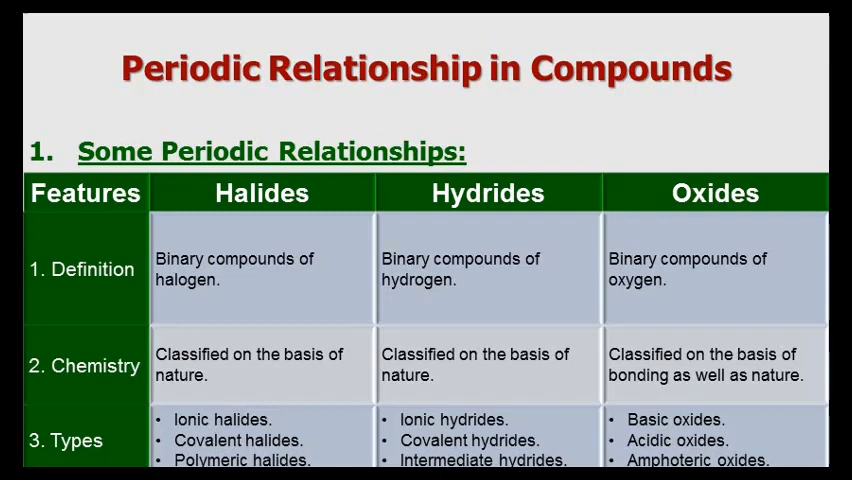 Periodic Relationship in Compounds
1. Some Periodic Relationships:
Features Halides Hydrides Oxides
1. Definition
Binary compounds of
halogen.
Binary compounds of
hydrogen.
Binary compounds of
oxygen.
2. Chemistry
Classified on the basis of
nature.
Classified on the basis of
nature.
Classified on the basis of
bonding as well as nature.
3. Types
• Ionic halides.
• Covalent halides.
• Polymeric halides.
• Ionic hydrides.
• Covalent hydrides.
• Intermediate hydrides.
• Basic oxides.
• Acidic oxides.
• Amphoteric oxides.